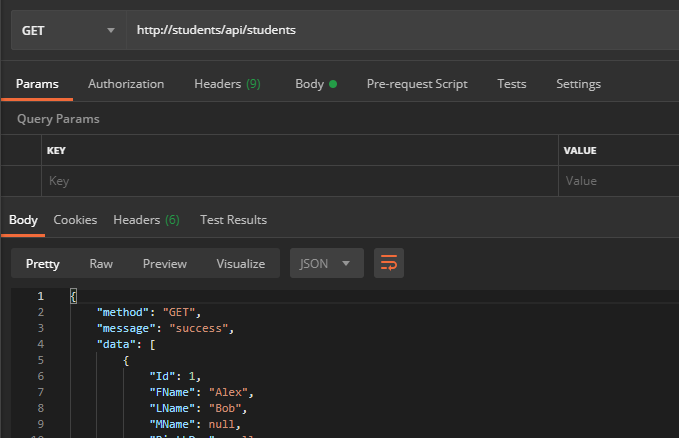 GET http://students/api/students
Params Authorization Headers (9) Body Pre-request Script Tests Settings
Query Params
KEY VALUE
Key Value
Body Cookies Headers (6) Test Results
Pretty Raw Preview Visualize JSON
1 {
2 "method": "GET",
3 "message": "success",
4 "data": [
5 {
6 "Id": 1,
7 "FName": "Alex",
8 "LName": "Bob",
9 "MName": null,